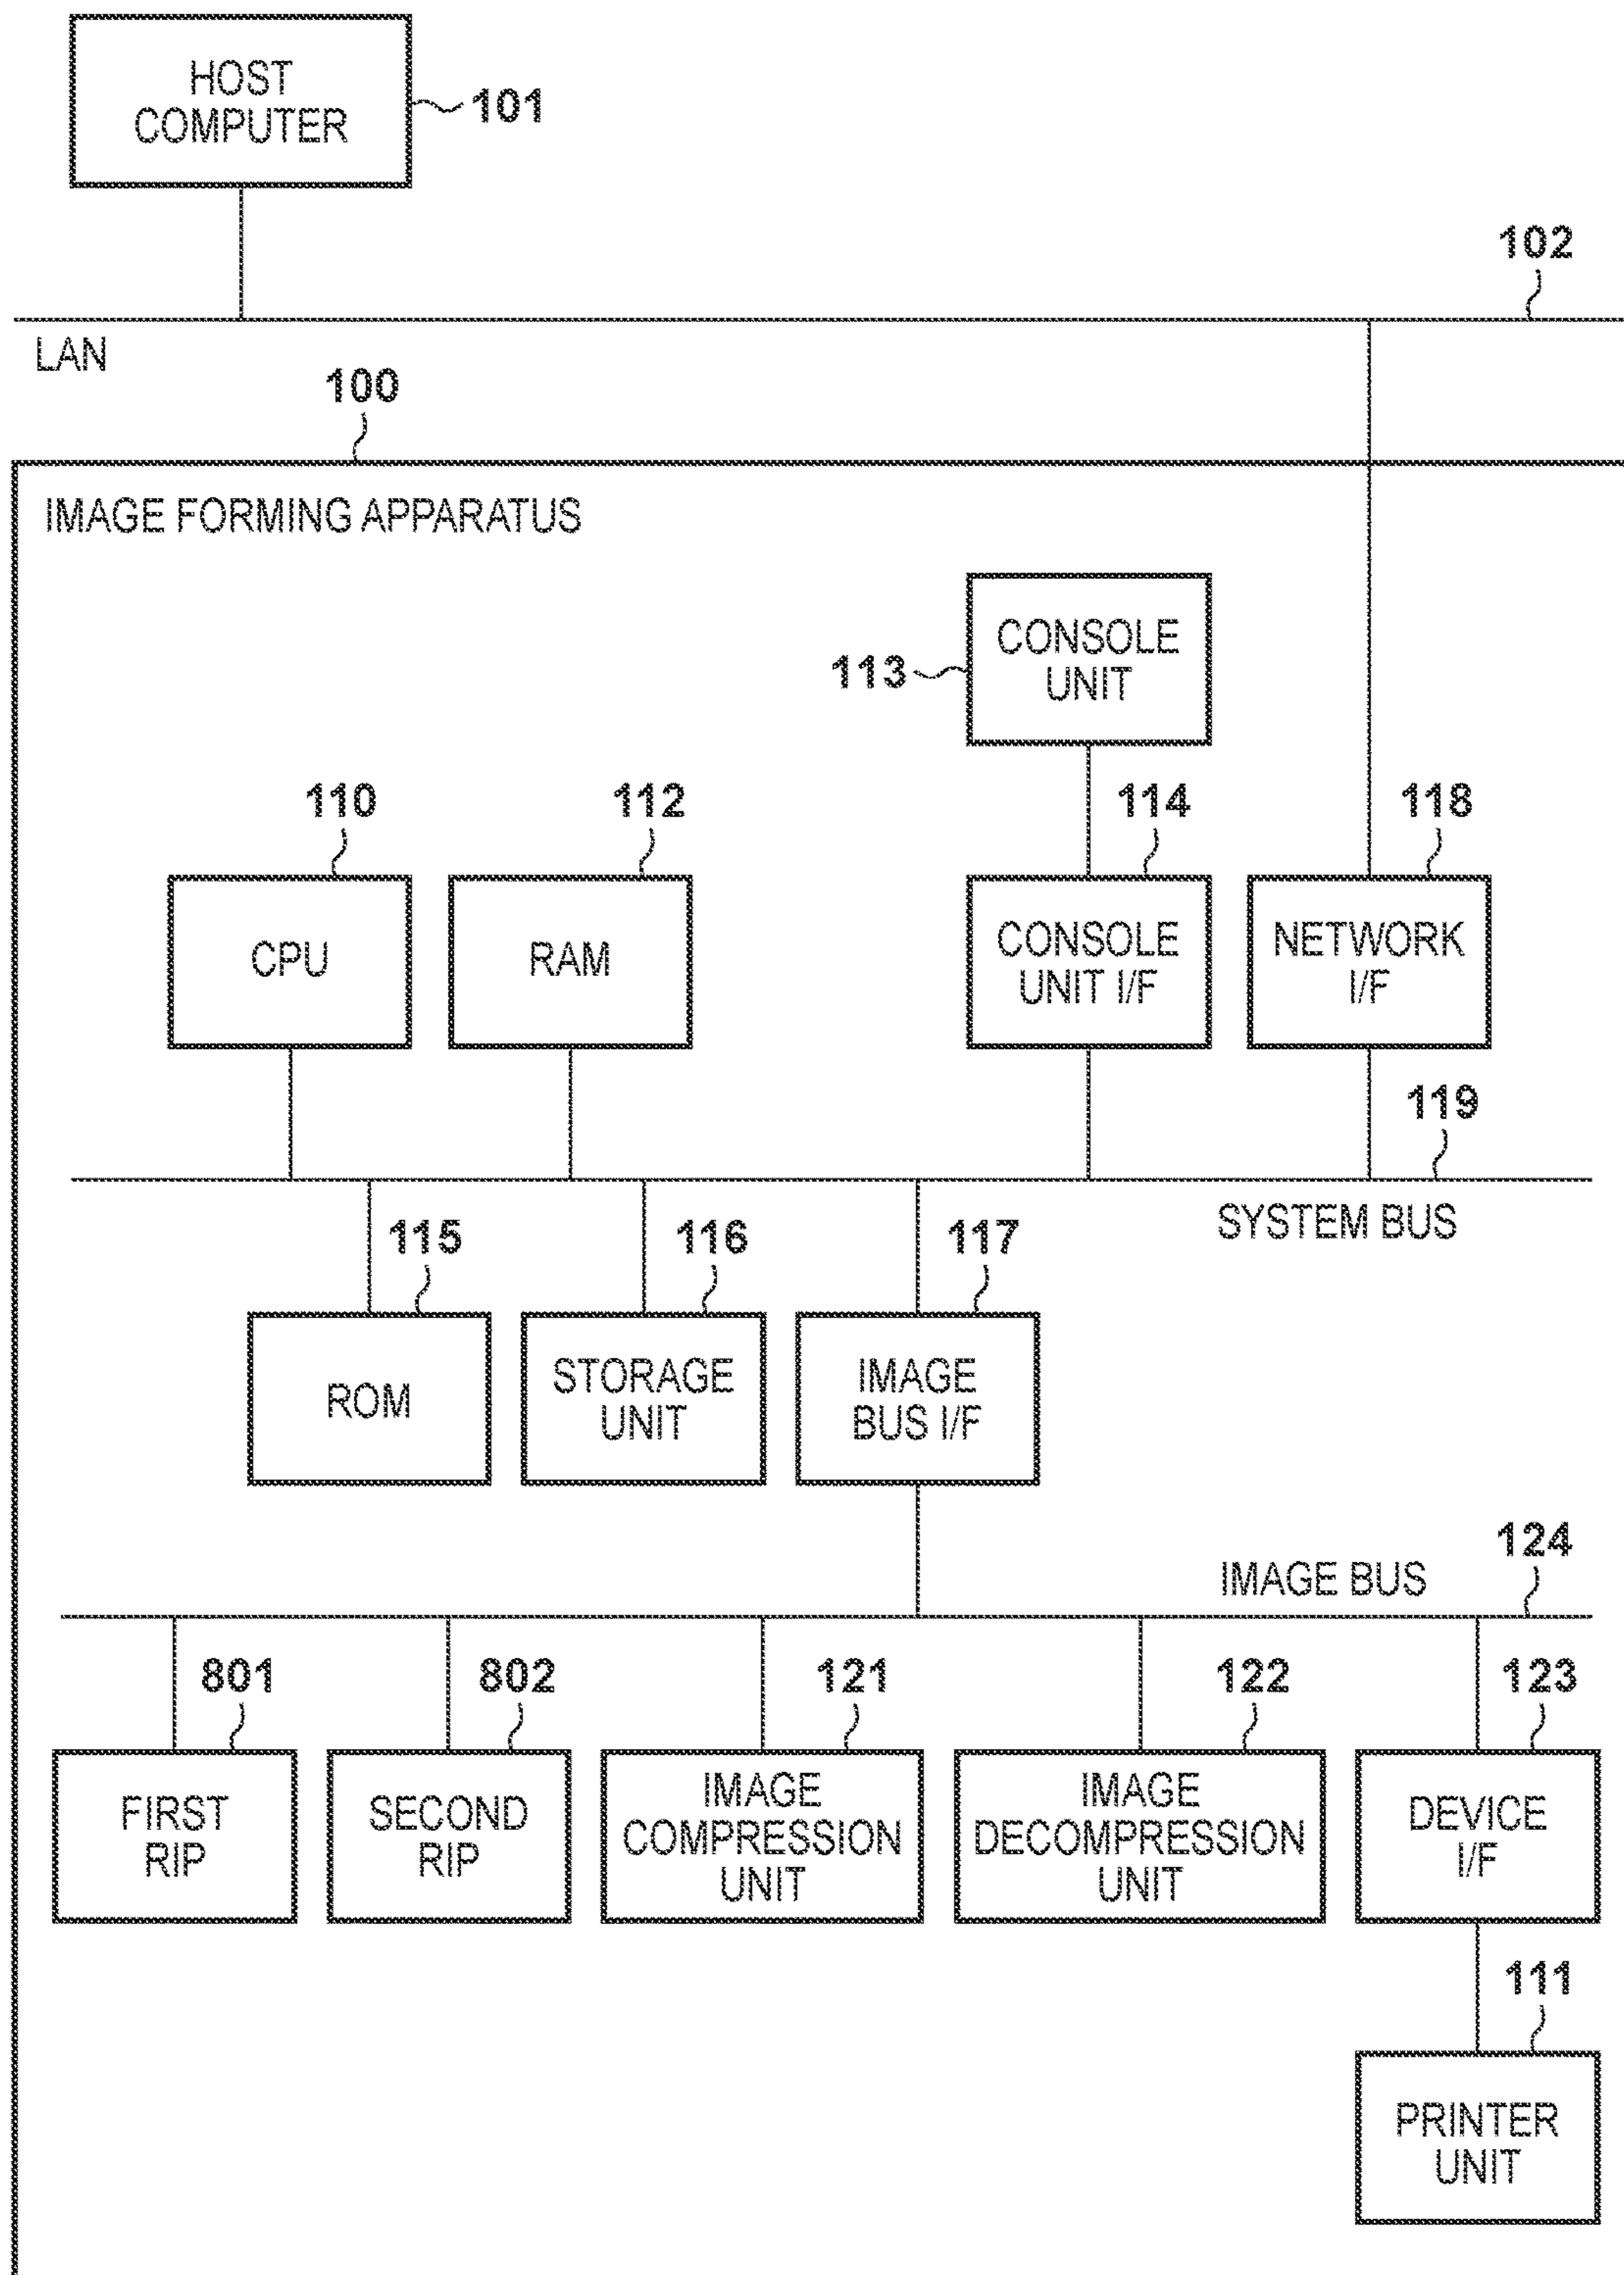 HOST
COMPUTER
101
102
LAN
100
IMAGE FORMING APPARATUS
CONSOLE
UNIT
113
110
112
114
118
CPU
RAM
CONSOLE
UNIT I/F
NETWORK
I/F
119
SYSTEM BUS
115
116
117
ROM
STORAGE
UNIT
IMAGE
BUS I/F
124
IMAGE BUS
801
802
121
122
123
FIRST
RIP
SECOND
RIP
IMAGE
COMPRESSION
UNIT
IMAGE
DECOMPRESSION
UNIT
DEVICE
I/F
111
PRINTER
UNIT